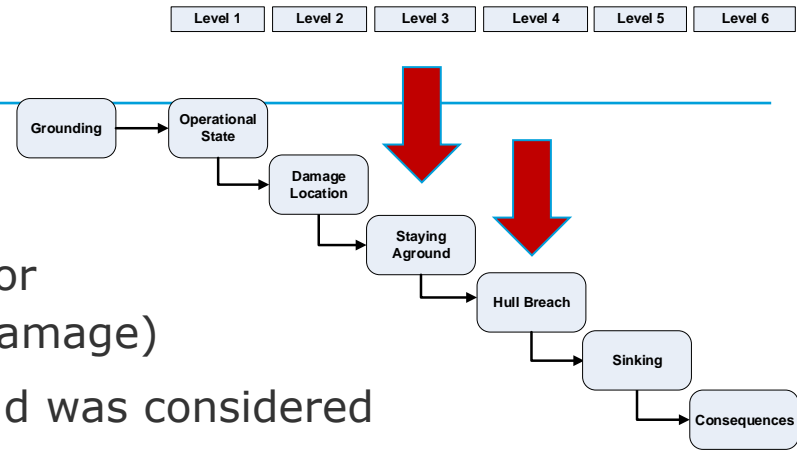 Level 1 Level 2 Level 3 Level 4 Level 5 Level 6
Grounding
Operational
State
Damage
Location
Staying
Aground
or
Hull Breach
amage)
Sinking
d was considered
Consequences